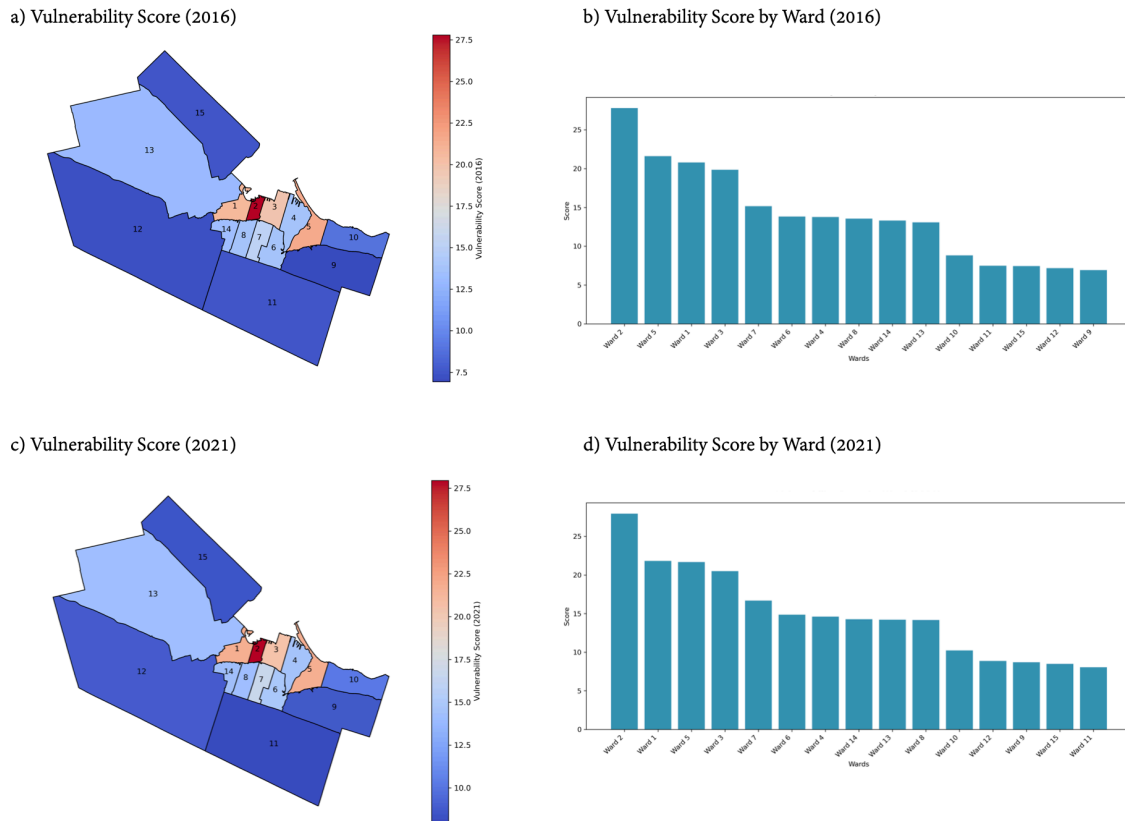 a) Vulnerability Score (2016)
27.5
25.0
22.5
20.0
17.5
15.0
12.5
10.0
7.5
Vulnerability Score (2016)
15
13
12
1
2
3
4
5
14
8
7
6
10
9
11
b) Vulnerability Score by Ward (2016)
25
20
15
10
5
0
Score
Ward 2
Ward 5
Ward 1
Ward 3
Ward 7
Ward 6
Ward 4
Ward 8
Ward 14
Ward 13
Ward 10
Ward 11
Ward 15
Ward 12
Ward 9
Wards
c) Vulnerability Score (2021)
27.5
25.0
22.5
20.0
17.5
15.0
12.5
10.0
Vulnerability Score (2021)
15
13
12
1
2
3
4
5
14
8
7
6
10
9
11
d) Vulnerability Score by Ward (2021)
25
20
15
10
5
0
Score
Ward 2
Ward 1
Ward 5
Ward 3
Ward 7
Ward 6
Ward 4
Ward 14
Ward 13
Ward 8
Ward 10
Ward 12
Ward 9
Ward 15
Ward 11
Wards